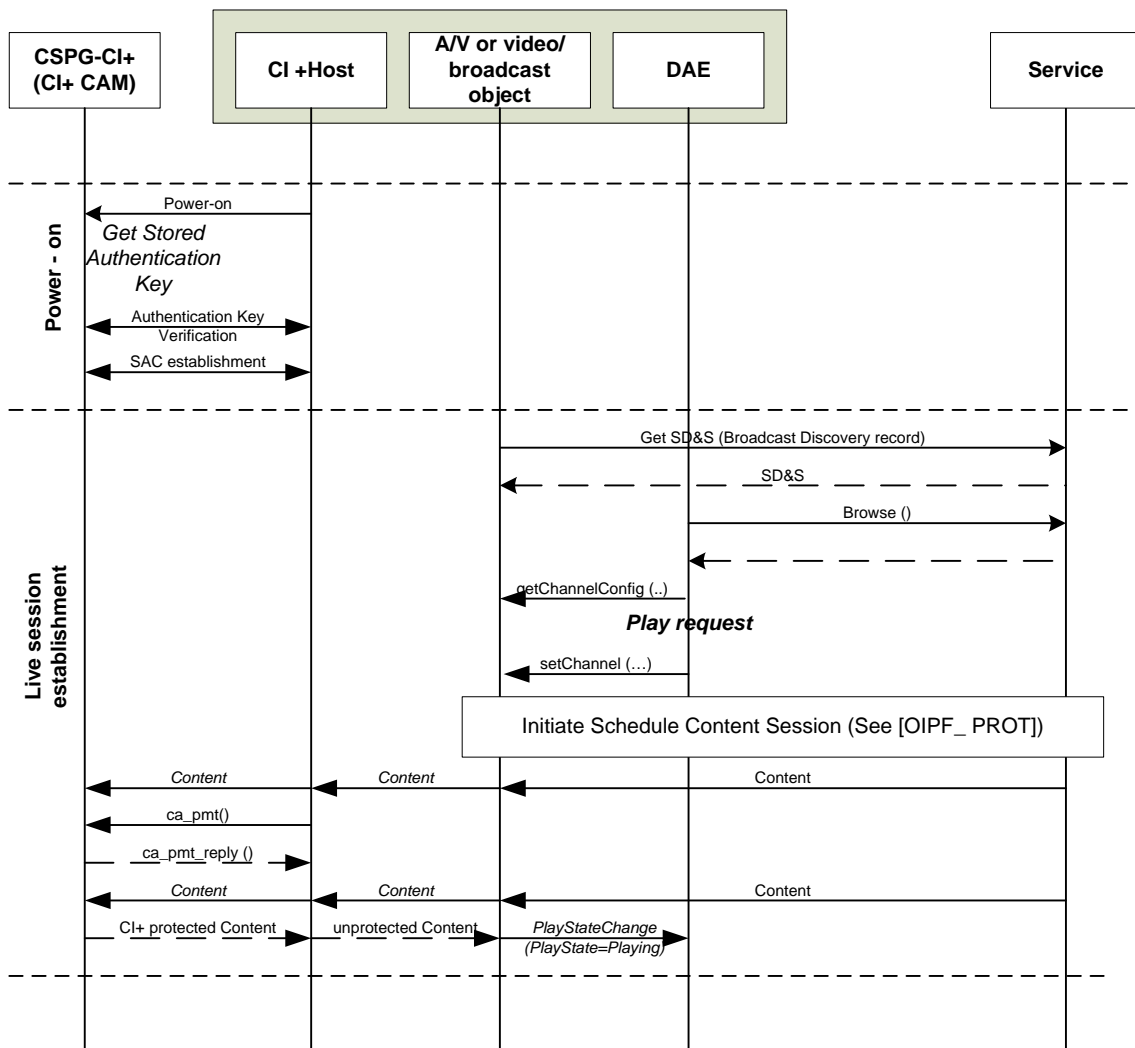 CSPG-CI+
(CI+ CAM)
CI +Host
A/V or video/
broadcast
object
DAE
Service
Power - on
Power-on
Get Stored
Authentication
Key
Authentication Key
Verification
SAC establishment
Live session
establishment
Get SD&S (Broadcast Discovery record)
SD&S
Browse ()
getChannelConfig (..)
Play request
setChannel (…)
Initiate Schedule Content Session (See [OIPF_ PROT])
Content
Content
Content
ca_pmt()
ca_pmt_reply ()
Content
Content
Content
CI+ protected Content
unprotected Content
PlayStateChange
(PlayState=Playing)